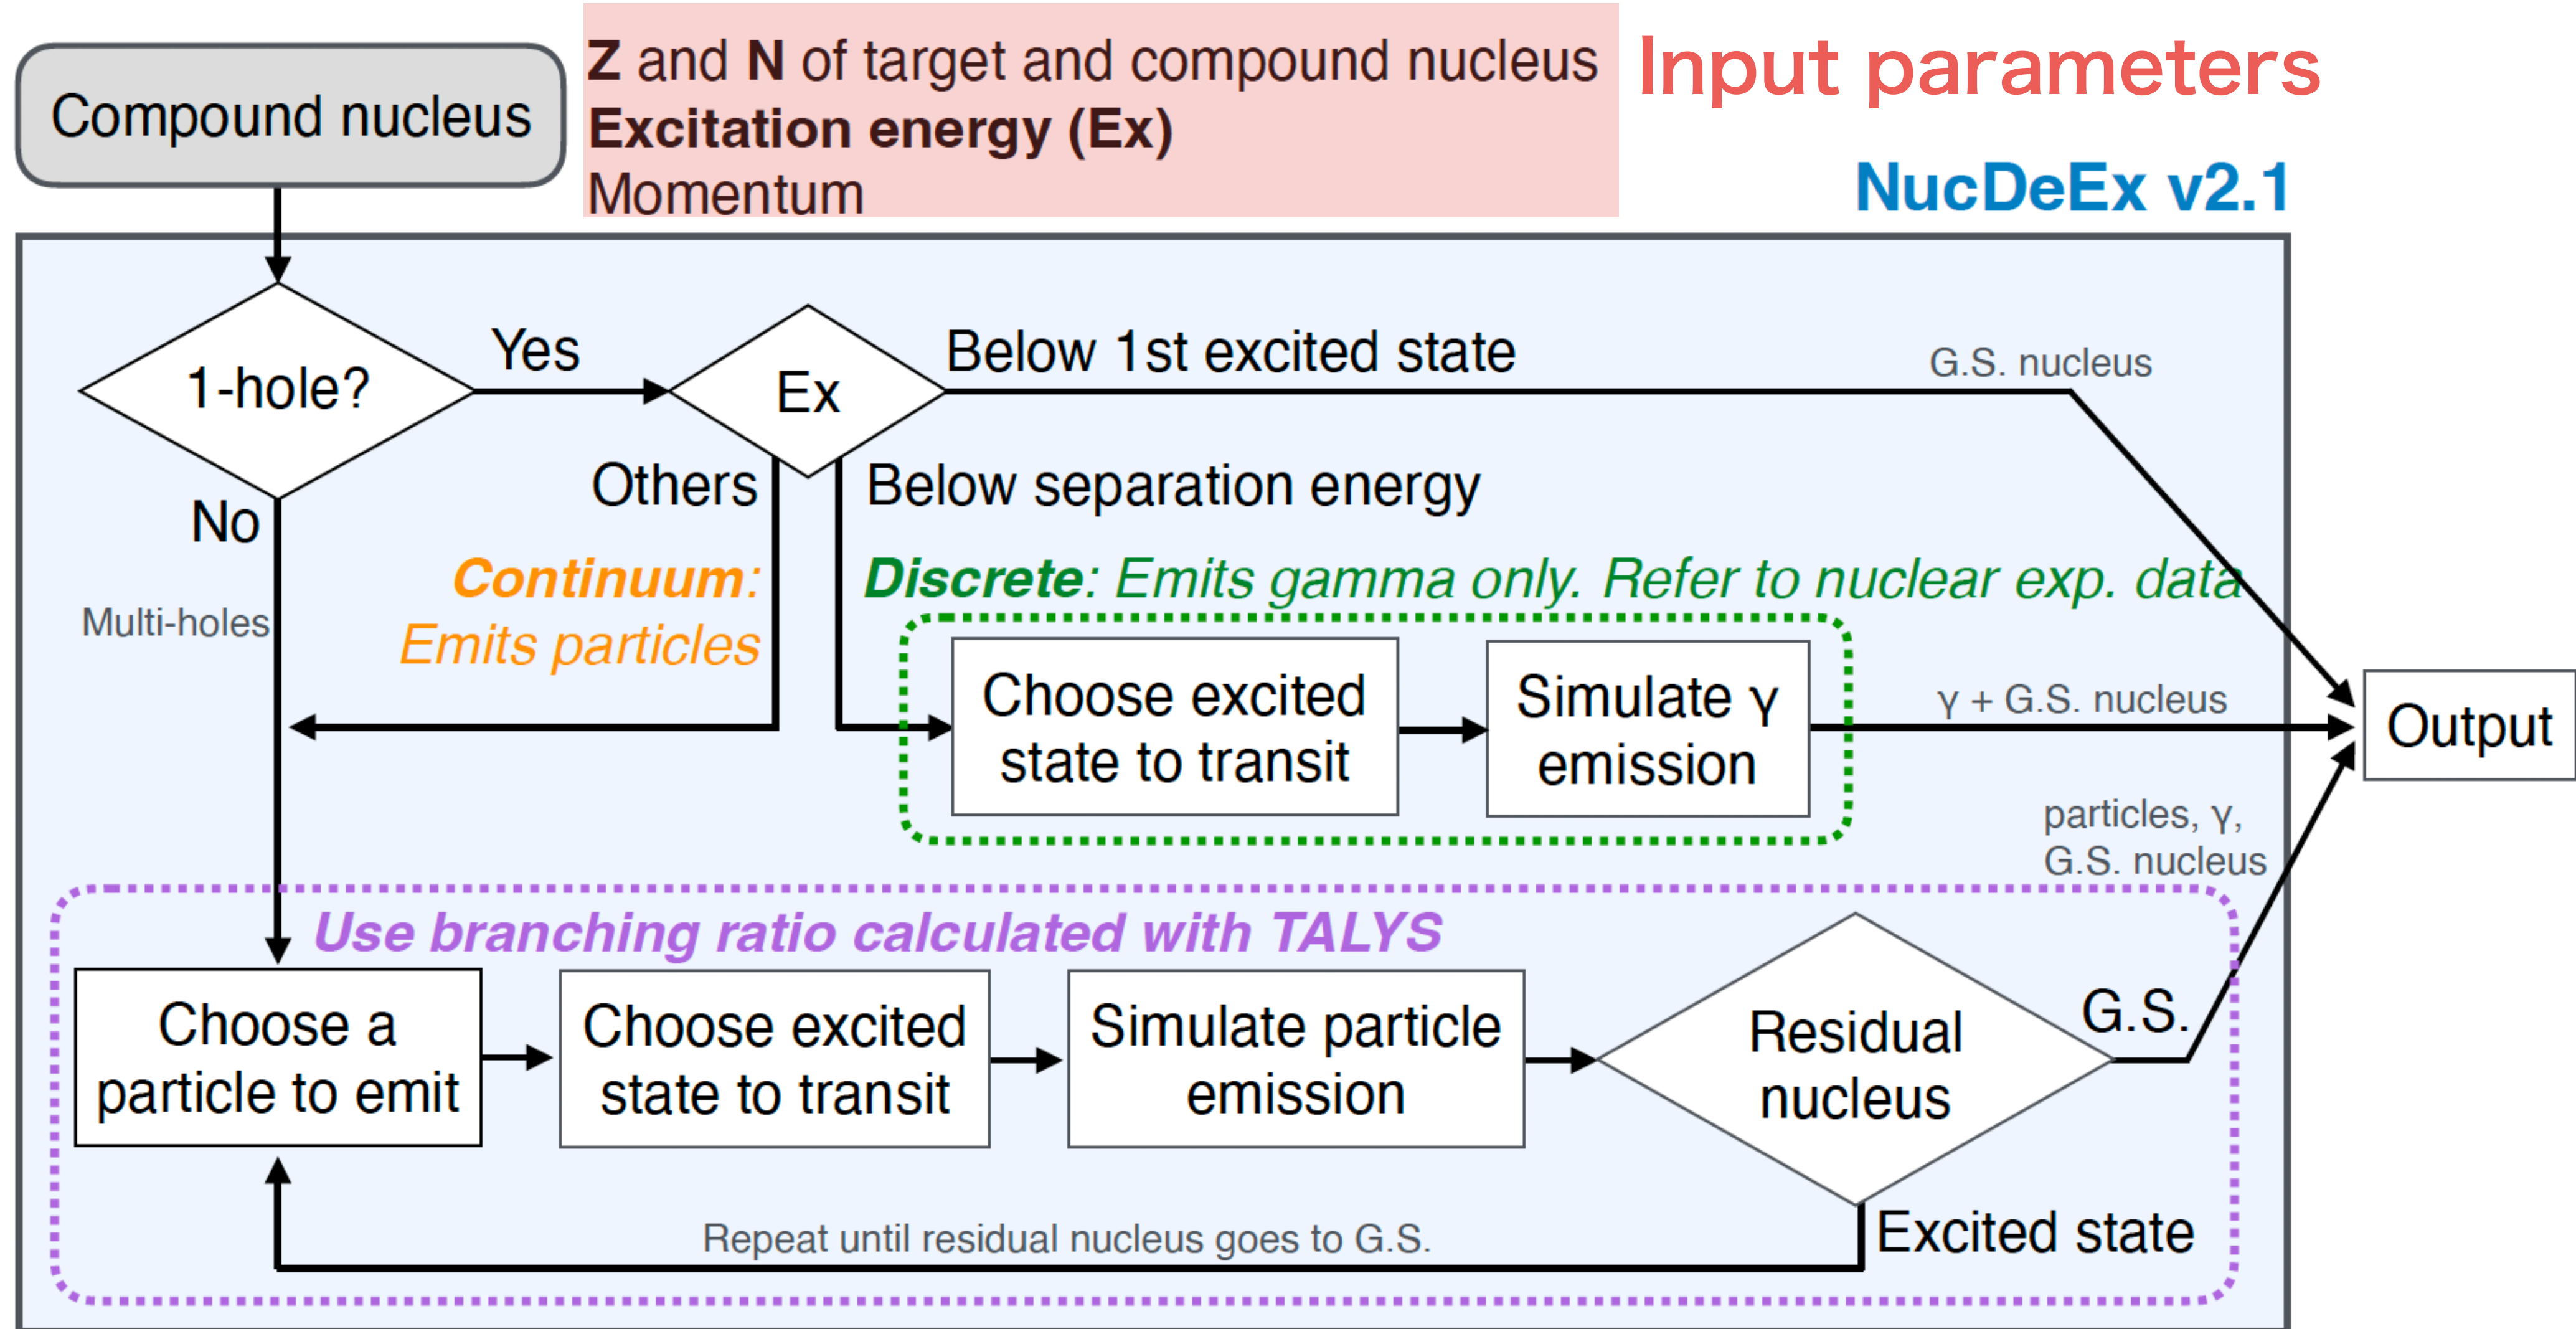 Compound nucleus
Z and N of target and compound nucleus
Excitation energy (Ex)
Momentum
Input parameters
NucDeEx v2.1
1-hole?
Yes
Ex
Below 1st excited state
G.S. nucleus
No
Others
Below separation energy
Multi-holes
Continuum:
Emits particles
Discrete: Emits gamma only. Refer to nuclear exp. data
Choose excited
state to transit
Simulate γ
emission
γ + G.S. nucleus
Output
particles, γ,
G.S. nucleus
Use branching ratio calculated with TALYS
Choose a
particle to emit
Choose excited
state to transit
Simulate particle
emission
Residual
nucleus
G.S.
Excited state
Repeat until residual nucleus goes to G.S.